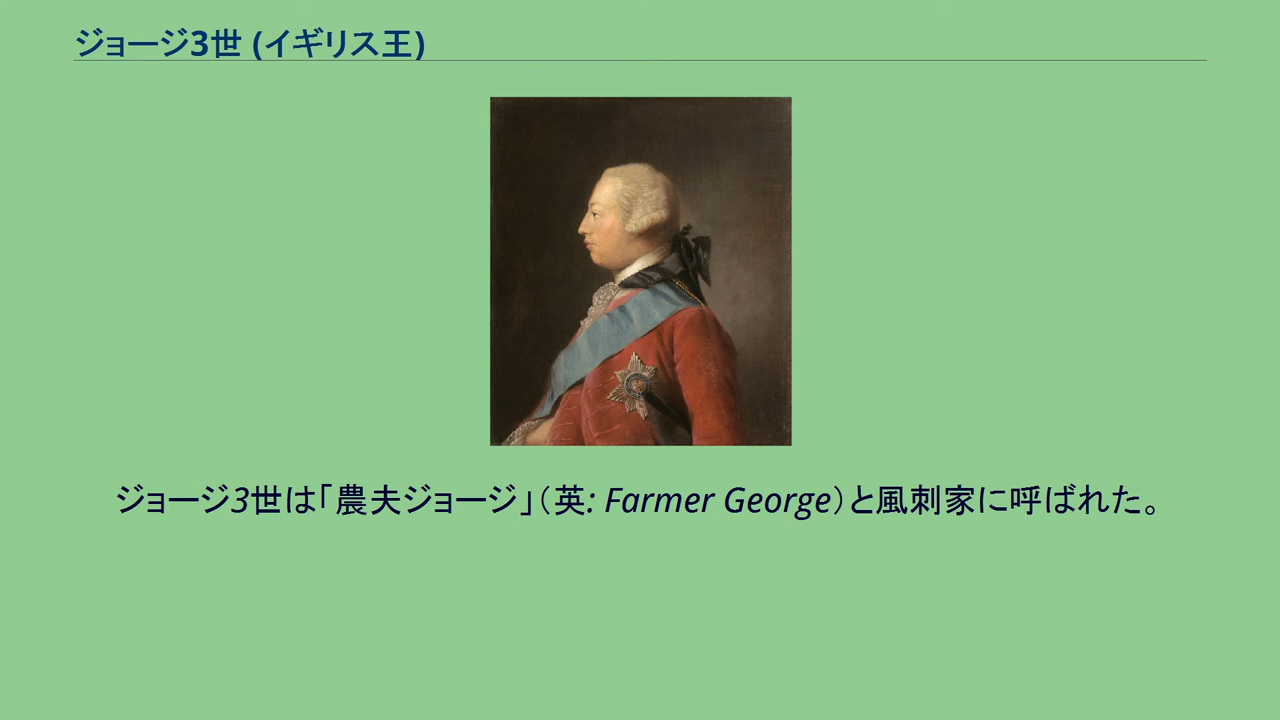 ジョージ3世 (イギリス王)
ジョージ3世は「農夫ジョージ」（英: Farmer George）と風刺家に呼ばれた。